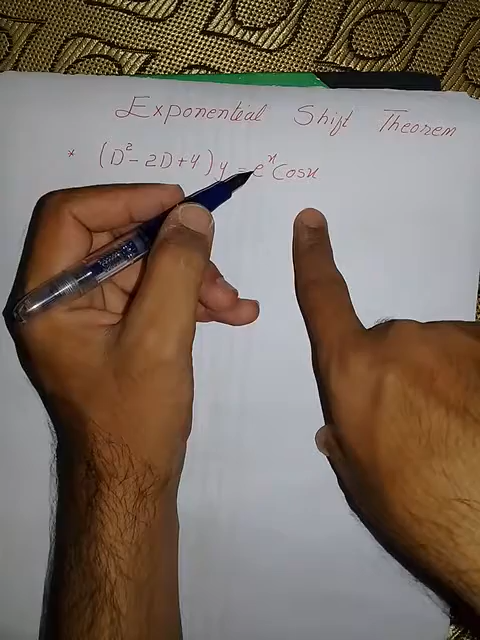 Exponential Shift Theorem
* (D² - 2D + 4) y = eˣ Cosx